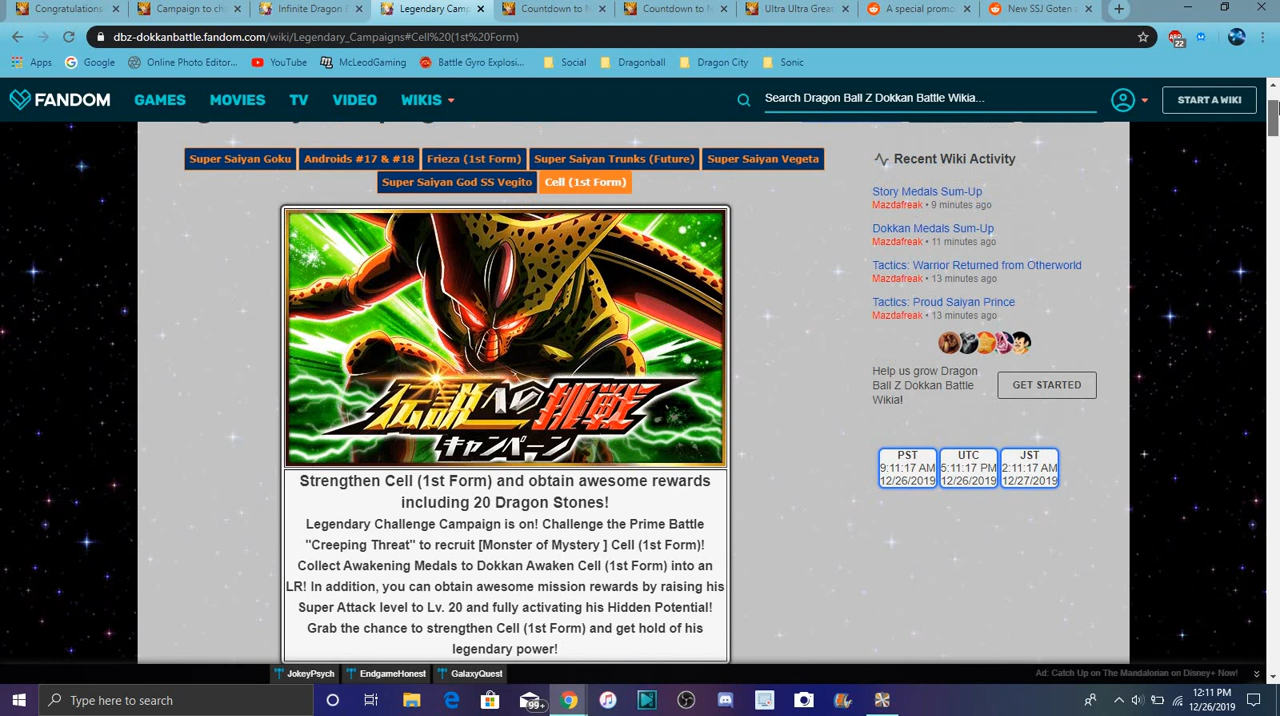 Congratulations
Campaign to ch
Infinite Dragon
Legendary Camp
Countdown to N
Countdown to N
Ultra Ultra Great
A special promo
New SSJ Goten a
dbz-dokkanbattle.fandom.com/wiki/Legendary_Campaigns#Cell%20(1st%20Form)
22
Apps
Google
Online Photo Editor...
YouTube
McLeodGaming
Battle Gyro Explosi...
Social
Dragonball
Dragon City
Sonic
FANDOM
GAMES
MOVIES
TV
VIDEO
WIKIS
Search Dragon Ball Z Dokkan Battle Wikia...
START A WIKI
Super Saiyan Goku
Androids #17 & #18
Frieza (1st Form)
Super Saiyan Trunks (Future)
Super Saiyan Vegeta
Super Saiyan God SS Vegito
Cell (1st Form)
伝説への挑戦
キャンペーン
Strengthen Cell (1st Form) and obtain awesome rewards
including 20 Dragon Stones!
Legendary Challenge Campaign is on! Challenge the Prime Battle
"Creeping Threat" to recruit [Monster of Mystery ] Cell (1st Form)!
Collect Awakening Medals to Dokkan Awaken Cell (1st Form) into an
LR! In addition, you can obtain awesome mission rewards by raising his
Super Attack level to Lv. 20 and fully activating his Hidden Potential!
Grab the chance to strengthen Cell (1st Form) and get hold of his
legendary power!
Recent Wiki Activity
Story Medals Sum-Up
Mazdafreak • 9 minutes ago
Dokkan Medals Sum-Up
Mazdafreak • 11 minutes ago
Tactics: Warrior Returned from Otherworld
Mazdafreak • 13 minutes ago
Tactics: Proud Saiyan Prince
Mazdafreak • 13 minutes ago
Help us grow Dragon
Ball Z Dokkan Battle
Wikia!
GET STARTED
PST
9:11:17 AM
12/26/2019
UTC
5:11:17 PM
12/26/2019
JST
2:11:17 AM
12/27/2019
JokeyPsych
EndgameHonest
GalaxyQuest
Ad: Catch Up on The Mandalorian on Disney+ Now!
Type here to search
99+
12:11 PM
12/26/2019